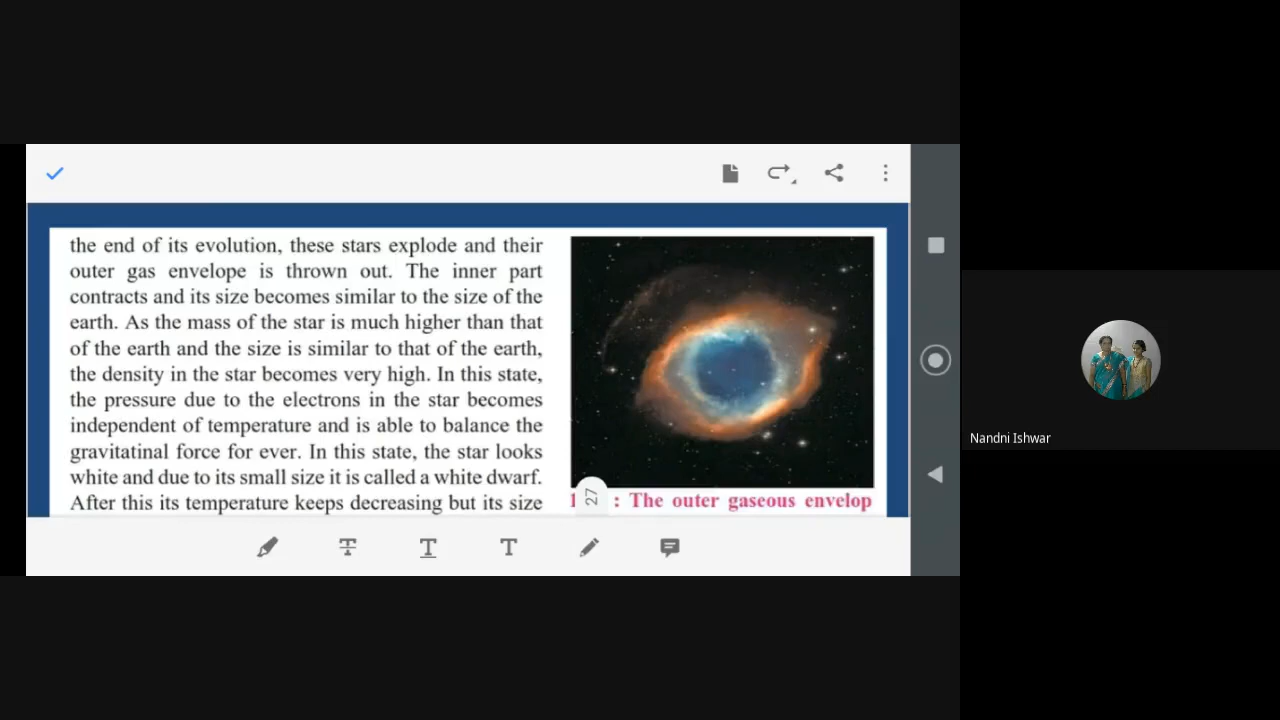 the end of its evolution, these stars explode and their
outer gas envelope is thrown out. The inner part
contracts and its size becomes similar to the size of the
earth. As the mass of the star is much higher than that
of the earth and the size is similar to that of the earth,
the density in the star becomes very high. In this state,
the pressure due to the electrons in the star becomes
independent of temperature and is able to balance the
gravitatinal force for ever. In this state, the star looks
white and due to its small size it is called a white dwarf.
After this its temperature keeps decreasing but its size
27
: The outer gaseous envelop
T
T
T
Nandni Ishwar